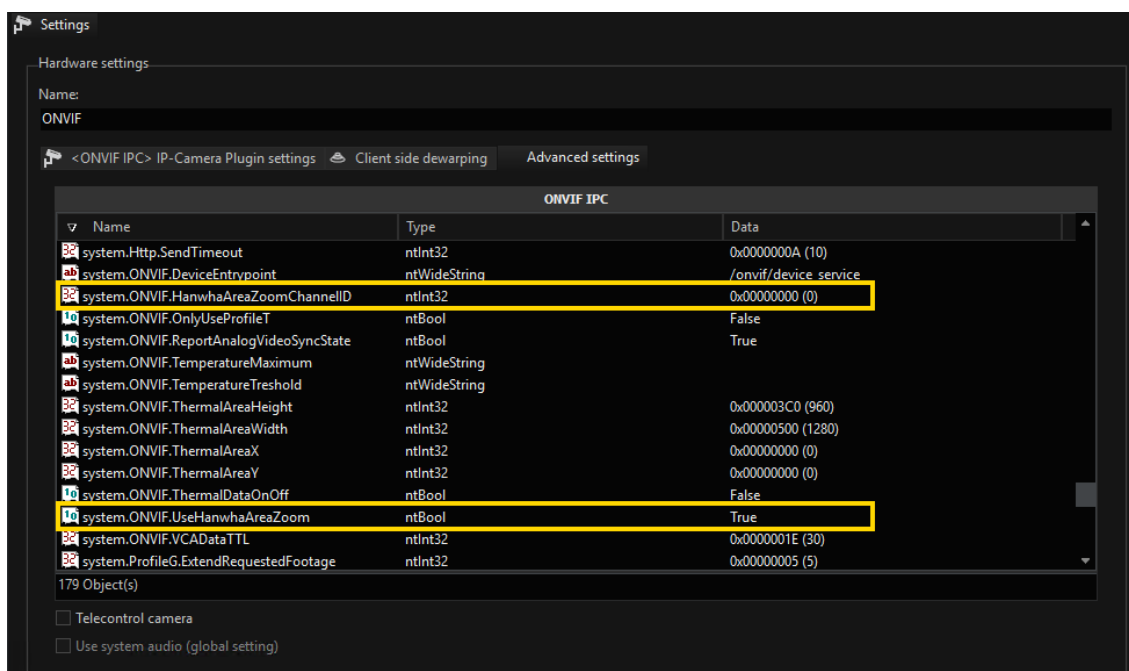 Settings
Hardware settings
Name:
ONVIF
<ONVIF IPC> IP-Camera Plugin settings Client side dewarping Advanced settings
ONVIF IPC
Name Type Data
system.Http.SendTimeout ntInt32 0x0000000A (10)
system.ONVIF.DeviceEntrypoint ntWideString /onvif/device_service
system.ONVIF.HanwhaAreaZoomChannelID ntInt32 0x00000000 (0)
system.ONVIF.OnlyUseProfileT ntBool False
system.ONVIF.ReportAnalogVideoSyncState ntBool True
system.ONVIF.TemperatureMaximum ntWideString
system.ONVIF.TemperatureTreshold ntWideString
system.ONVIF.ThermalAreaHeight ntInt32 0x000003C0 (960)
system.ONVIF.ThermalAreaWidth ntInt32 0x00000500 (1280)
system.ONVIF.ThermalAreaX ntInt32 0x00000000 (0)
system.ONVIF.ThermalAreaY ntInt32 0x00000000 (0)
system.ONVIF.ThermalDataOnOff ntBool False
system.ONVIF.UseHanwhaAreaZoom ntBool True
system.ONVIF.VCADataTTL ntInt32 0x0000001E (30)
system.ProfileG.ExtendRequestedFootage ntInt32 0x00000005 (5)
179 Object(s)
Telecontrol camera
Use system audio (global setting)